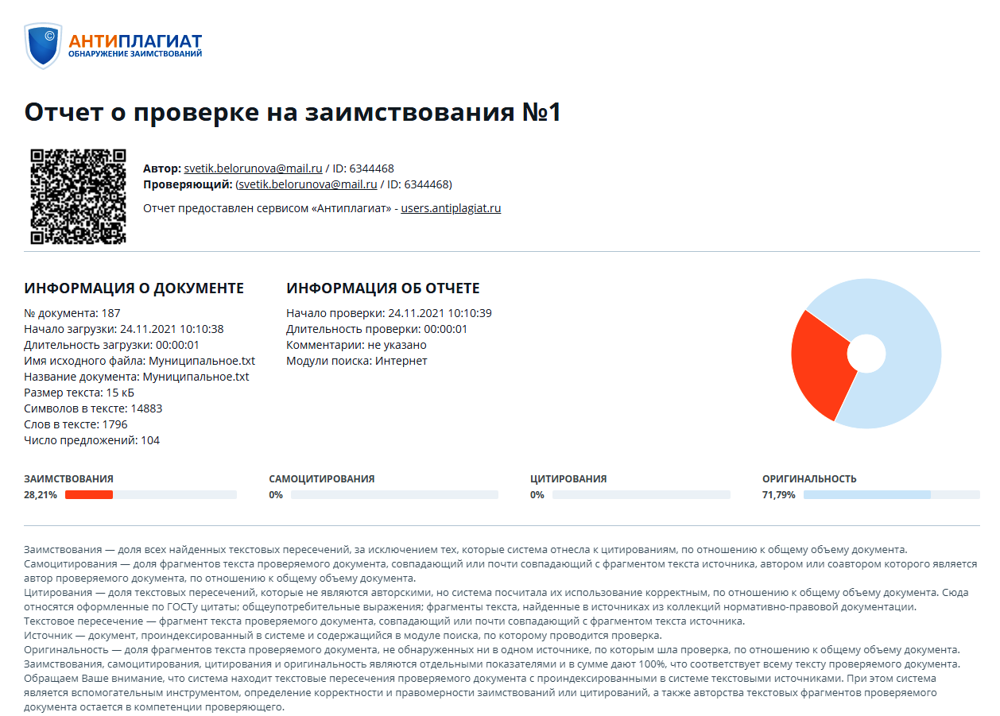 ©
АНТИПЛАГИАТ
ОБНАРУЖЕНИЕ ЗАИМСТВОВАНИЙ
Отчет о проверке на заимствования №1
Автор: svetik.belorunova@mail.ru / ID: 6344468
Проверяющий: (svetik.belorunova@mail.ru / ID: 6344468)
Отчет предоставлен сервисом «Антиплагиат» - users.antiplagiat.ru
ИНФОРМАЦИЯ О ДОКУМЕНТЕ
№ документа: 187
Начало загрузки: 24.11.2021 10:10:38
Длительность загрузки: 00:00:01
Имя исходного файла: Муниципальное.txt
Название документа: Муниципальное.txt
Размер текста: 15 кБ
Символов в тексте: 14883
Слов в тексте: 1796
Число предложений: 104
ИНФОРМАЦИЯ ОБ ОТЧЕТЕ
Начало проверки: 24.11.2021 10:10:39
Длительность проверки: 00:00:01
Комментарии: не указано
Модули поиска: Интернет
ЗАИМСТВОВАНИЯ
28,21%
САМОЦИТИРОВАНИЯ
0%
ЦИТИРОВАНИЯ
0%
ОРИГИНАЛЬНОСТЬ
71,79%
Заимствования — доля всех найденных текстовых пересечений, за исключением тех, которые система отнесла к цитированиям, по отношению к общему объему документа.
Самоцитирования — доля фрагментов текста проверяемого документа, совпадающий или почти совпадающий с фрагментом текста источника, автором или соавтором которого является
автор проверяемого документа, по отношению к общему объему документа.
Цитирования — доля текстовых пересечений, которые не являются авторскими, но система посчитала их использование корректным, по отношению к общему объему документа. Сюда
относятся оформленные по ГОСТу цитаты; общеупотребительные выражения; фрагменты текста, найденные в источниках из коллекций нормативно-правовой документации.
Текстовое пересечение — фрагмент текста проверяемого документа, совпадающий или почти совпадающий с фрагментом текста источника.
Источник — документ, проиндексированный в системе и содержащийся в модуле поиска, по которому проводится проверка.
Оригинальность — доля фрагментов текста проверяемого документа, не обнаруженных ни в одном источнике, по которым шла проверка, по отношению к общему объему документа.
Заимствования, самоцитирования, цитирования и оригинальность являются отдельными показателями и в сумме дают 100%, что соответствует всему тексту проверяемого документа.
Обращаем Ваше внимание, что система находит текстовые пересечения проверяемого документа с проиндексированными в системе текстовыми источниками. При этом система
является вспомогательным инструментом, определение корректности и правомерности заимствований или цитирований, а также авторства текстовых фрагментов проверяемого
документа остается в компетенции проверяющего.